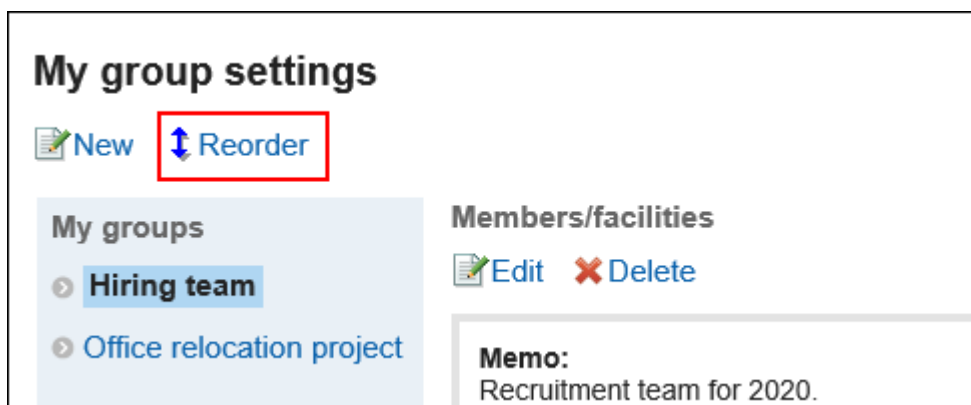 My group settings
New Reorder
My groups
Hiring team
Office relocation project
Members/facilities
Edit Delete
Memo:
Recruitment team for 2020.